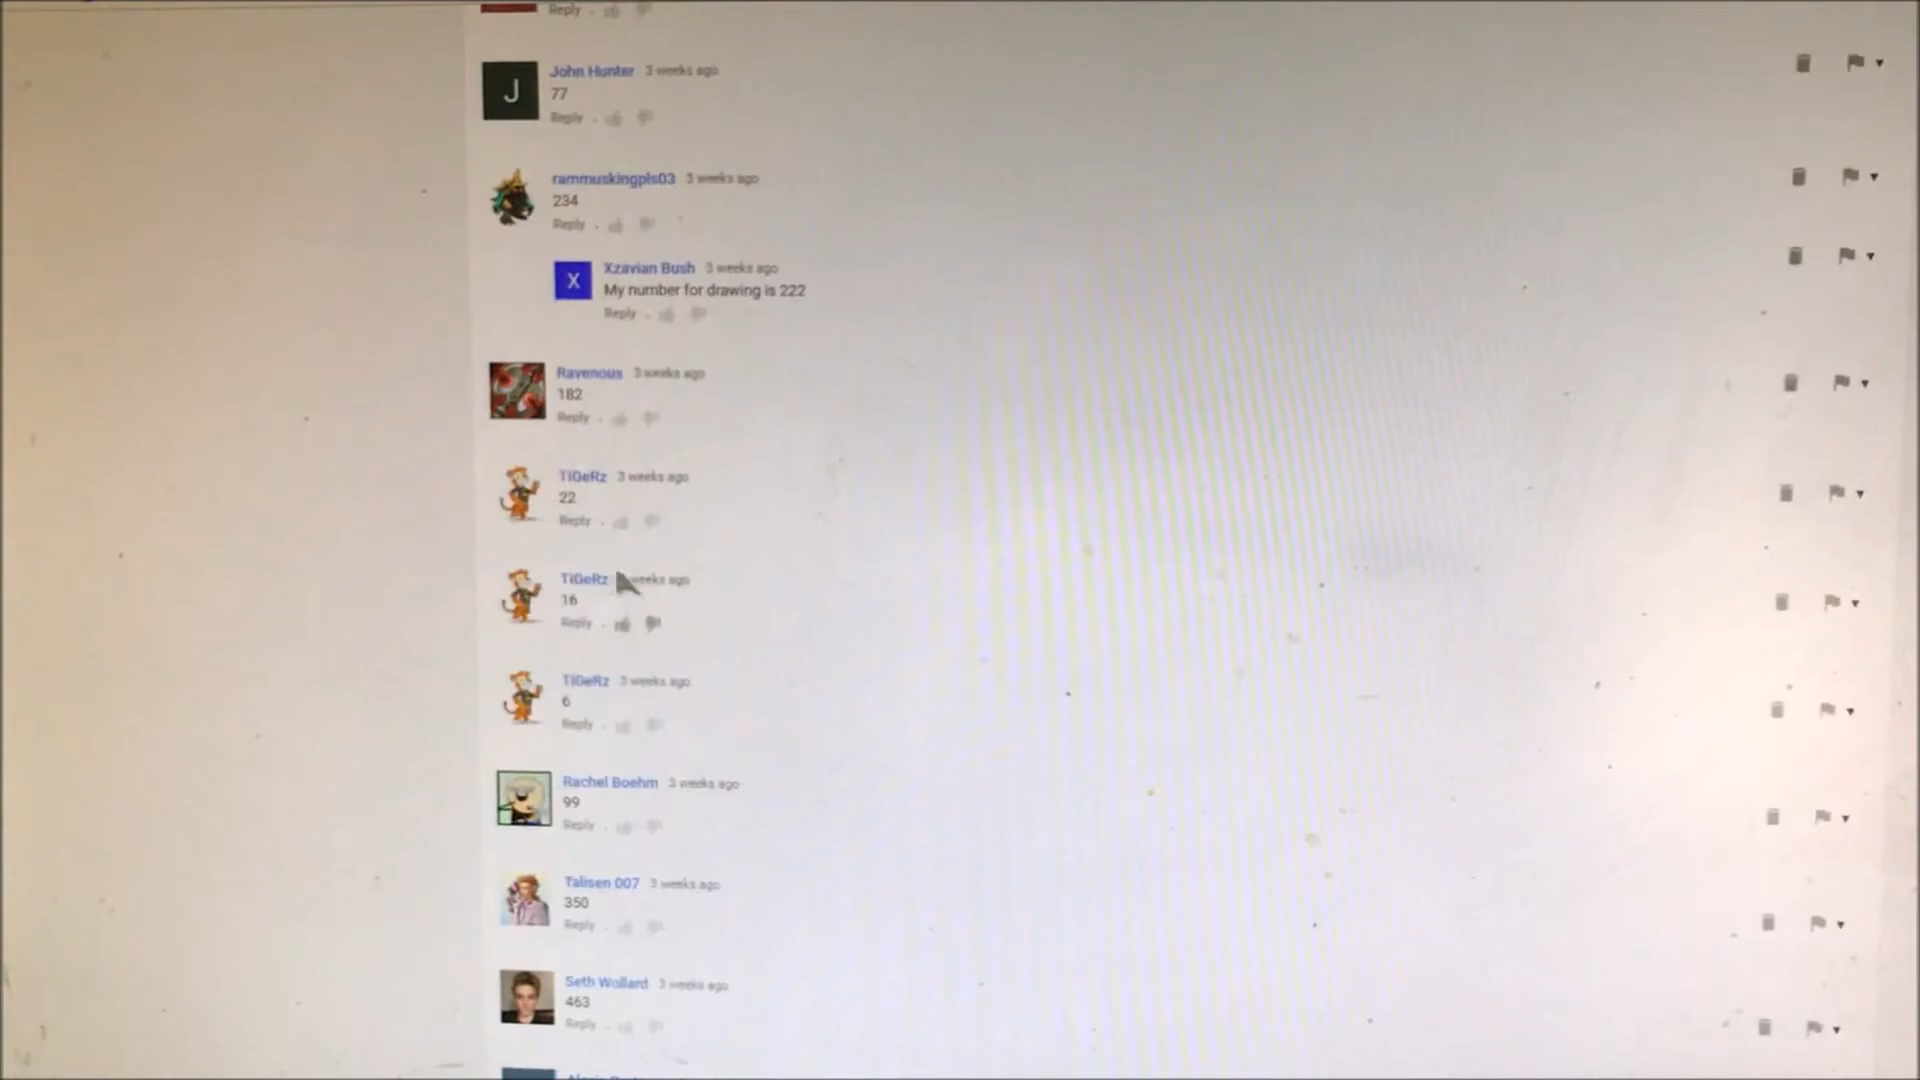 Reply
John Hunter 3 weeks ago
77
Reply
rammuskingpls03 3 weeks ago
234
Reply
X
Xzavian Bush 3 weeks ago
My number for drawing is 222
Reply
Ravenous 3 weeks ago
182
Reply
TiGeRz 3 weeks ago
22
Reply
TiGeRz weeks ago
16
Reply
TiGeRz 3 weeks ago
6
Reply
Rachel Boehm 3 weeks ago
99
Reply
Talisen 007 3 weeks ago
350
Reply
Seth Wollard 3 weeks ago
463
Reply